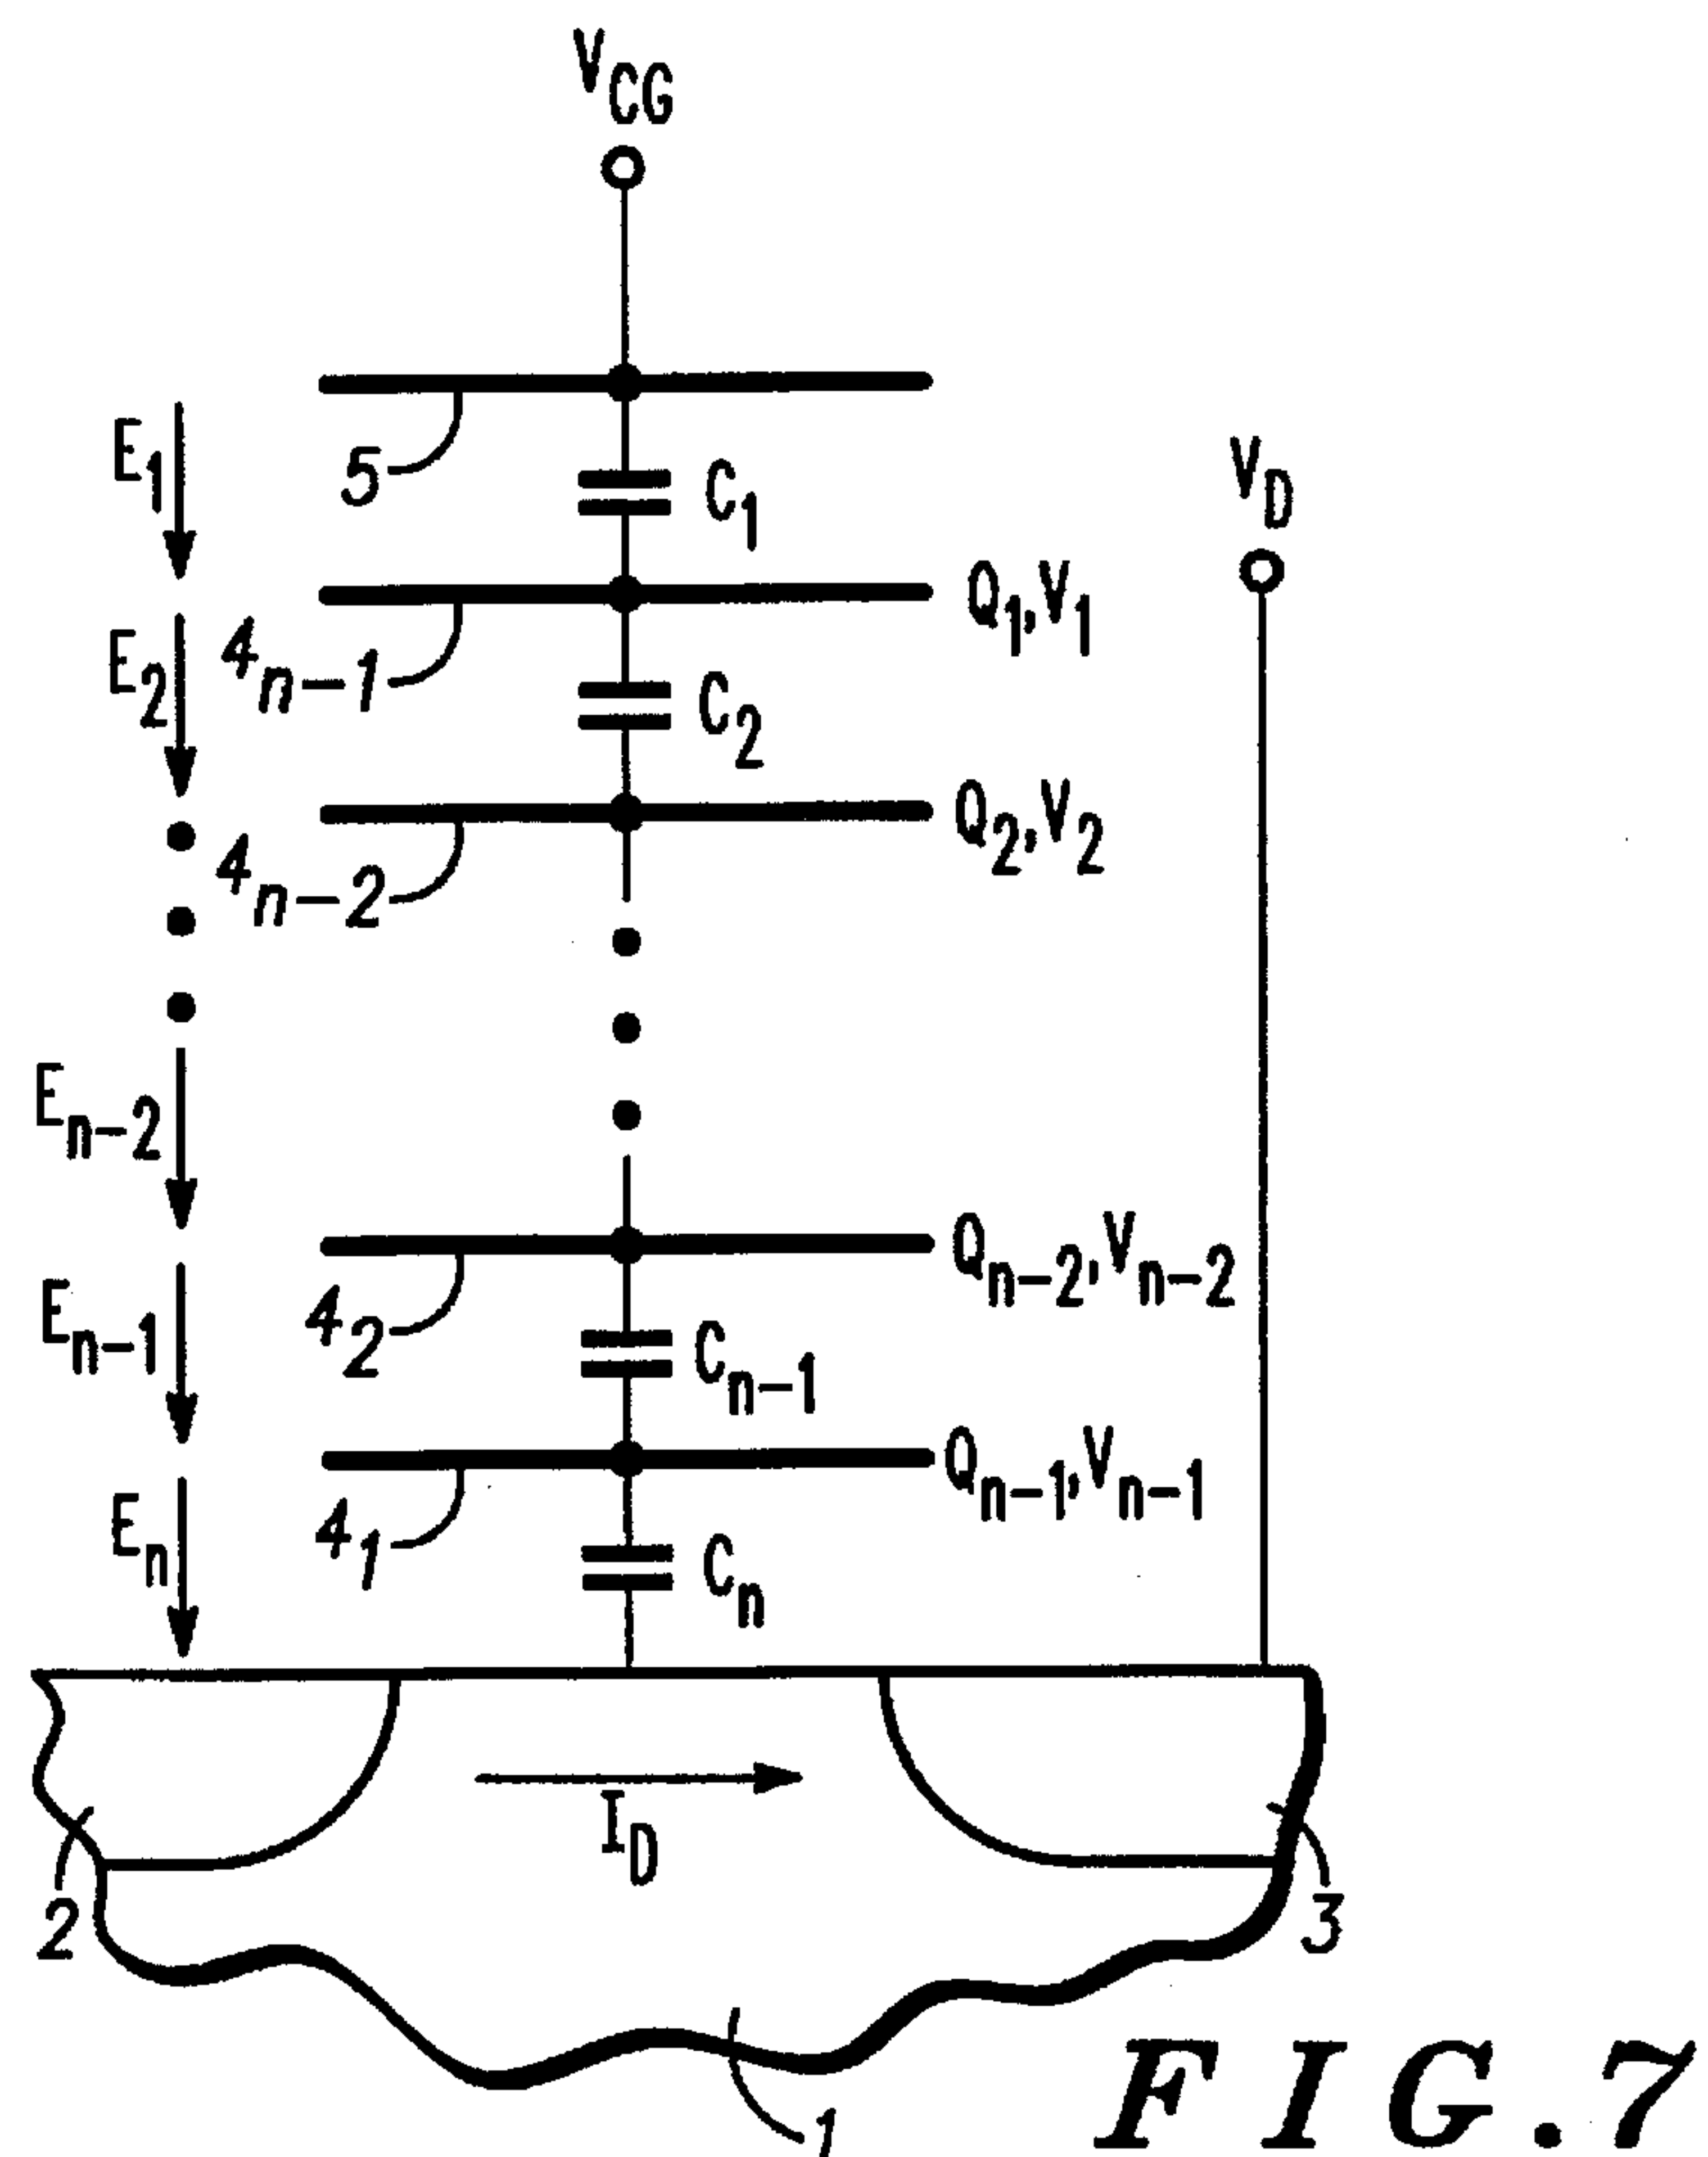 V_CG
E_1
5
C_1
V_D
Q_1,V_1
E_2
4_n-1
C_2
Q_2,V_2
4_n-2
E_n-2
Q_n-2,V_n-2
E_n-1
4_2
C_n-1
Q_n-1,V_n-1
E_n
4_1
C_n
I_D
2
3
1
FIG.7